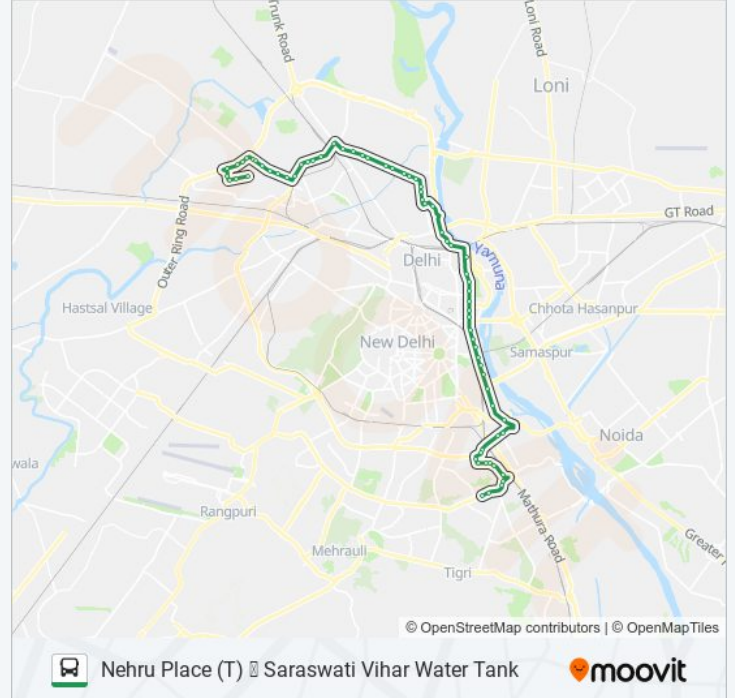 Trunk Road
Loni Road
Loni
Outer Ring Road
GT Road
Yamuna
Delhi
Hastsal Village
Chhota Hasanpur
New Delhi
Samaspur
Noida
wala
Rangpuri
Mathura Road
Mehrauli
Greater
Tigri
© OpenStreetMap contributors | © OpenMapTiles
Nehru Place (T) Saraswati Vihar Water Tank
moovit